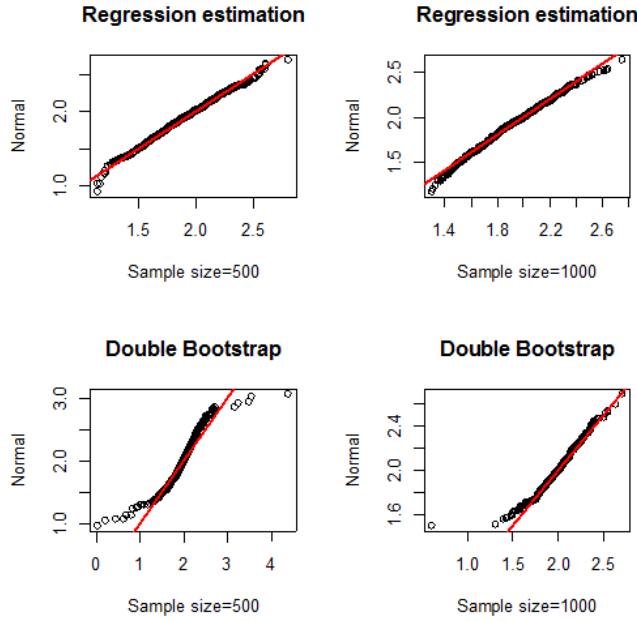 Regression estimation
Regression estimation
Normal
1.0 2.0
1.5 2.0 2.5
Sample size=500
Normal
1.5 2.5
1.4 1.8 2.2 2.6
Sample size=1000
Double Bootstrap
Double Bootstrap
Normal
1.0 2.0 3.0
0 1 2 3 4
Sample size=500
Normal
1.6 2.0 2.4
1.0 1.5 2.0 2.5
Sample size=1000